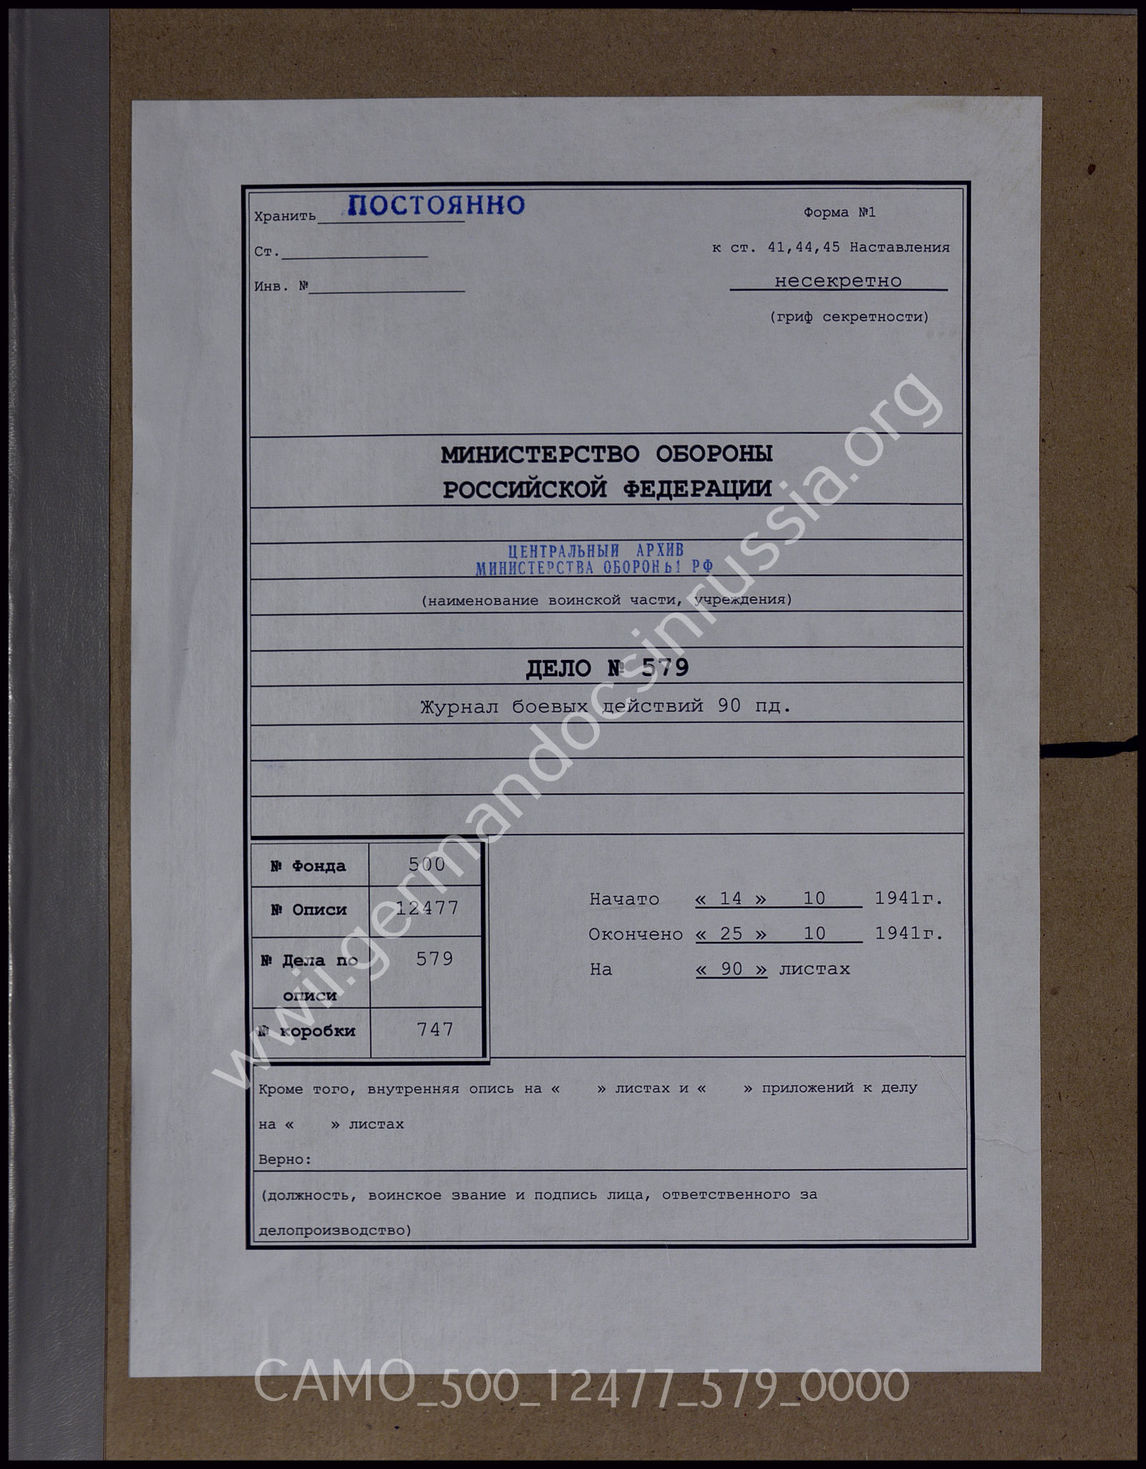 Хранить ПОСТОЯННО
Форма №1
Ст.
к ст. 41,44,45 Наставления
Инв. №
несекретно
(гриф секретности)
МИНИСТЕРСТВО ОБОРОНЫ
РОССИЙСКОЙ ФЕДЕРАЦИИ
ЦЕНТРАЛЬНЫЙ АРХИВ
МИНИСТЕРСТВА ОБОРОНЫ РФ
(наименование воинской части, учреждения)
ДЕЛО № 579
Журнал боевых действий 90 пд.
№ Фонда 500
№ Описи 12477
№ Дела по описи 579
№ коробки 747
Начато « 14 » 10 1941г.
Окончено « 25 » 10 1941г.
На « 90 » листах
Кроме того, внутренняя опись на « » листах и « » приложений к делу
на « » листах
Верно:
(должность, воинское звание и подпись лица, ответственного за
делопроизводство)
wwii.germandocsinrussia.org
CAMO_500_12477_579_0000